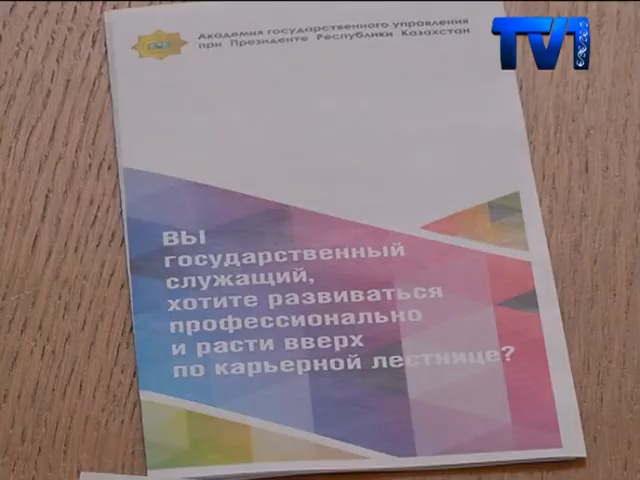 Академия государственного управления
при Президенте Республики Казахстан
TV1
ВЫ
государственный
служащий,
хотите развиваться
профессионально
и расти вверх
по карьерной лестнице?